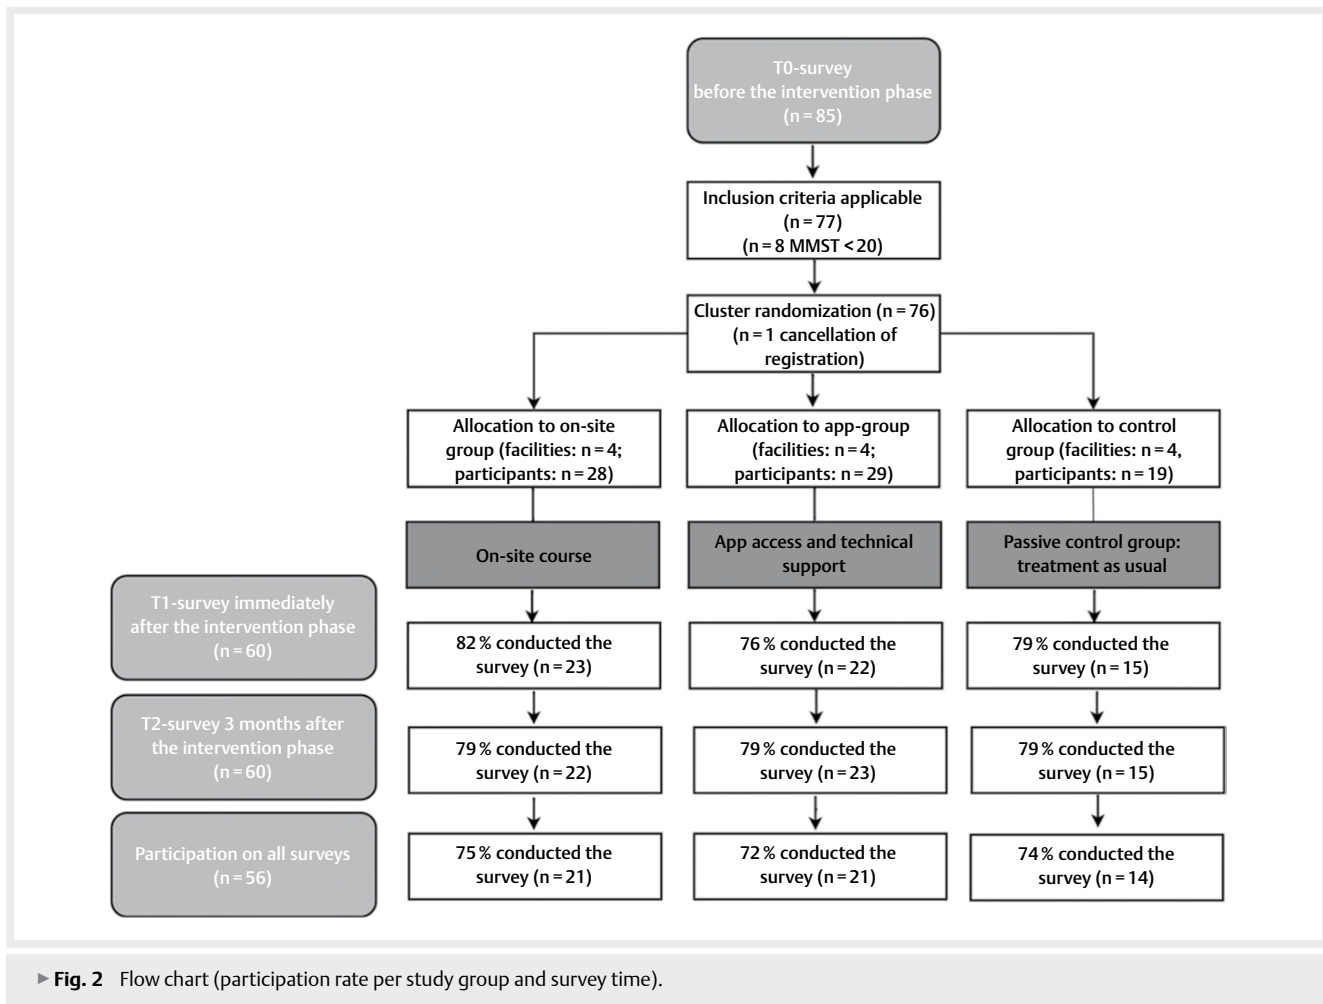 T0-survey
before the intervention phase
(n = 85)
Inclusion criteria applicable
(n = 77)
(n = 8 MMST < 20)
Cluster randomization (n = 76)
(n = 1 cancellation of
registration)
Allocation to on-site
group (facilities: n = 4;
participants: n = 28)
Allocation to app-group
(facilities: n = 4;
participants: n = 29)
Allocation to control
group (facilities: n = 4,
participants: n = 19)
On-site course
App access and technical
support
Passive control group:
treatment as usual
T1-survey immediately
after the intervention phase
(n = 60)
82 % conducted the
survey (n = 23)
76 % conducted the
survey (n = 22)
79 % conducted the
survey (n = 15)
T2-survey 3 months after
the intervention phase
(n = 60)
79 % conducted the
survey (n = 22)
79 % conducted the
survey (n = 23)
79 % conducted the
survey (n = 15)
Participation on all surveys
(n = 56)
75 % conducted the
survey (n = 21)
72 % conducted the
survey (n = 21)
74 % conducted the
survey (n = 14)
▶ Fig. 2 Flow chart (participation rate per study group and survey time).